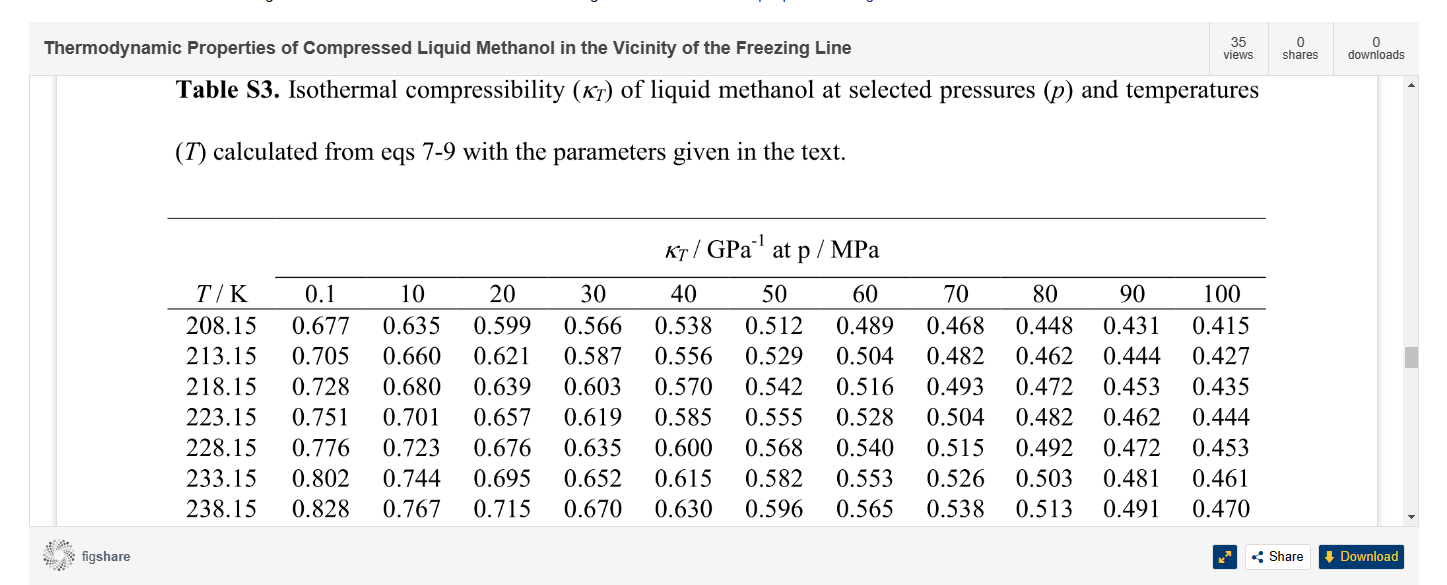 Thermodynamic Properties of Compressed Liquid Methanol in the Vicinity of the Freezing Line
35 views
0 shares
0 downloads
Table S3. Isothermal compressibility (κT) of liquid methanol at selected pressures (p) and temperatures
(T) calculated from eqs 7-9 with the parameters given in the text.
κT / GPa-1 at p / MPa
T / K 0.1 10 20 30 40 50 60 70 80 90 100
208.15 0.677 0.635 0.599 0.566 0.538 0.512 0.489 0.468 0.448 0.431 0.415
213.15 0.705 0.660 0.621 0.587 0.556 0.529 0.504 0.482 0.462 0.444 0.427
218.15 0.728 0.680 0.639 0.603 0.570 0.542 0.516 0.493 0.472 0.453 0.435
223.15 0.751 0.701 0.657 0.619 0.585 0.555 0.528 0.504 0.482 0.462 0.444
228.15 0.776 0.723 0.676 0.635 0.600 0.568 0.540 0.515 0.492 0.472 0.453
233.15 0.802 0.744 0.695 0.652 0.615 0.582 0.553 0.526 0.503 0.481 0.461
238.15 0.828 0.767 0.715 0.670 0.630 0.596 0.565 0.538 0.513 0.491 0.470
figshare
Share
Download